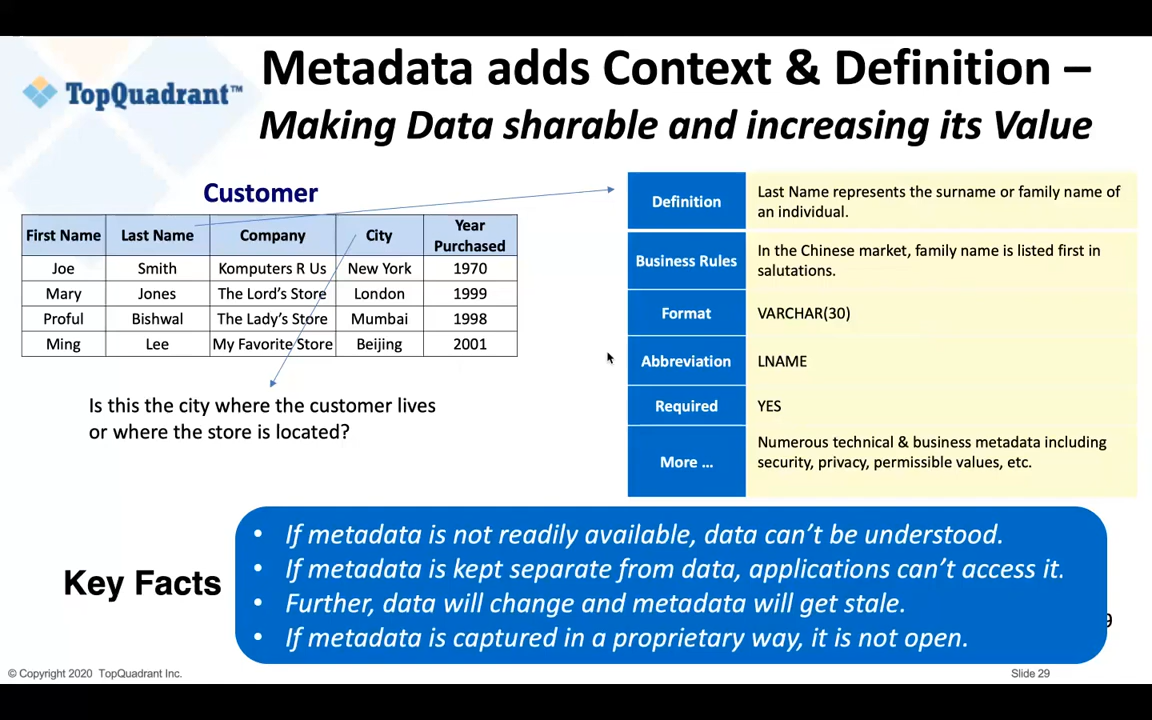 Metadata adds Context & Definition –
TopQuadrant™
Making Data sharable and increasing its Value
Customer
First Name Last Name Company City Year Purchased
Joe Smith Komputers R Us New York 1970
Mary Jones The Lord's Store London 1999
Proful Bishwal The Lady's Store Mumbai 1998
Ming Lee My Favorite Store Beijing 2001
Is this the city where the customer lives
or where the store is located?
Definition
Last Name represents the surname or family name of
an individual.
Business Rules
In the Chinese market, family name is listed first in
salutations.
Format VARCHAR(30)
Abbreviation LNAME
Required YES
More ...
Numerous technical & business metadata including
security, privacy, permissible values, etc.
Key Facts
• If metadata is not readily available, data can't be understood.
• If metadata is kept separate from data, applications can't access it.
• Further, data will change and metadata will get stale.
• If metadata is captured in a proprietary way, it is not open.
9
© Copyright 2020 TopQuadrant Inc.
Slide 29